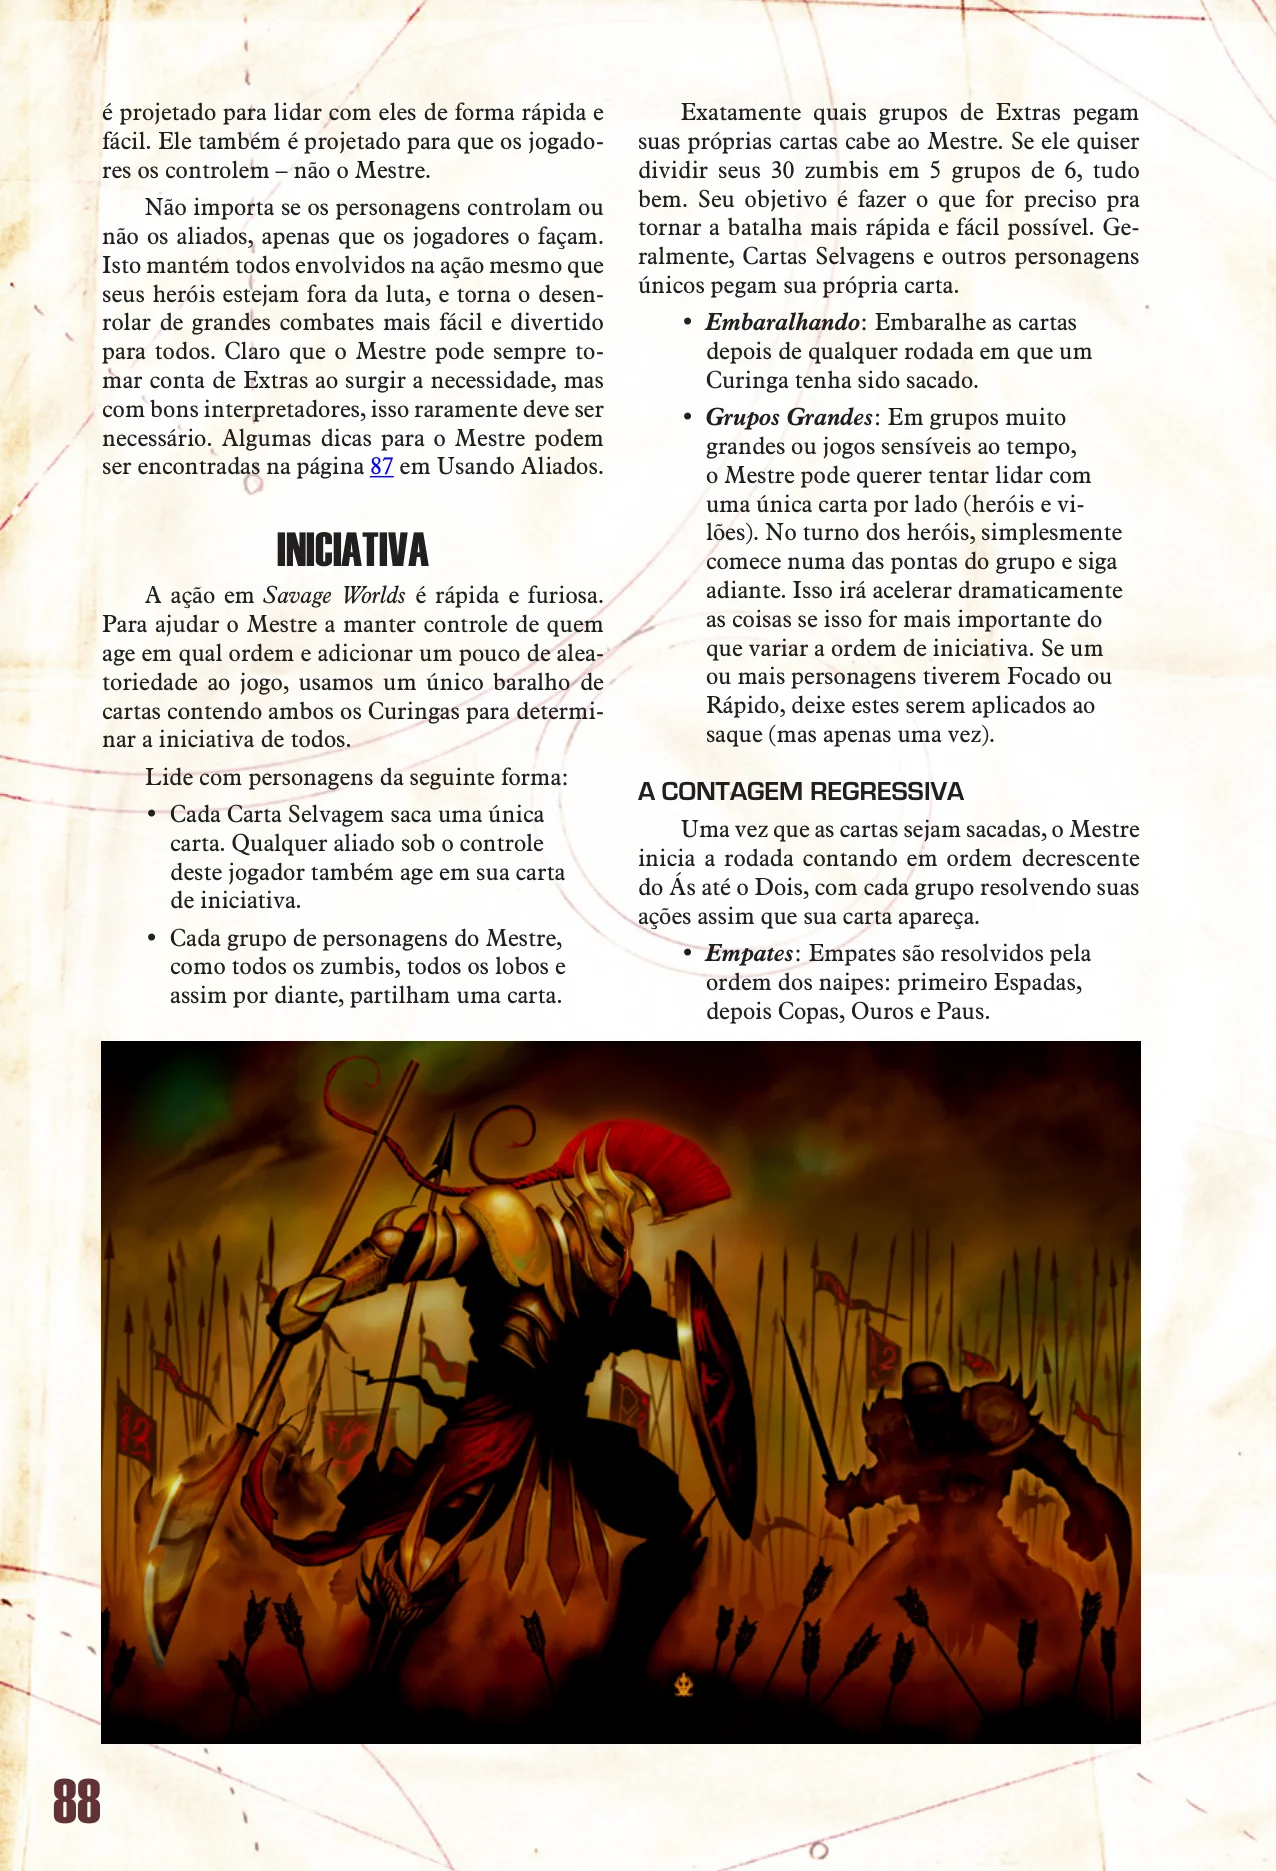 é projetado para lidar com eles de forma rápida e
fácil. Ele também é projetado para que os jogado-
res os controlem – não o Mestre.
Não importa se os personagens controlam ou
não os aliados, apenas que os jogadores o façam.
Isto mantém todos envolvidos na ação mesmo que
seus heróis estejam fora da luta, e torna o desen-
rolar de grandes combates mais fácil e divertido
para todos. Claro que o Mestre pode sempre to-
mar conta de Extras ao surgir a necessidade, mas
com bons interpretadores, isso raramente deve ser
necessário. Algumas dicas para o Mestre podem
ser encontradas na página 87 em Usando Aliados.
INICIATIVA
A ação em Savage Worlds é rápida e furiosa.
Para ajudar o Mestre a manter controle de quem
age em qual ordem e adicionar um pouco de alea-
toriedade ao jogo, usamos um único baralho de
cartas contendo ambos os Curingas para determi-
nar a iniciativa de todos.
Lide com personagens da seguinte forma:
• Cada Carta Selvagem saca uma única
carta. Qualquer aliado sob o controle
deste jogador também age em sua carta
de iniciativa.
• Cada grupo de personagens do Mestre,
como todos os zumbis, todos os lobos e
assim por diante, partilham uma carta.
Exatamente quais grupos de Extras pegam
suas próprias cartas cabe ao Mestre. Se ele quiser
dividir seus 30 zumbis em 5 grupos de 6, tudo
bem. Seu objetivo é fazer o que for preciso pra
tornar a batalha mais rápida e fácil possível. Ge-
ralmente, Cartas Selvagens e outros personagens
únicos pegam sua própria carta.
• Embaralhando: Embaralhe as cartas
depois de qualquer rodada em que um
Curinga tenha sido sacado.
• Grupos Grandes: Em grupos muito
grandes ou jogos sensíveis ao tempo,
o Mestre pode querer tentar lidar com
uma única carta por lado (heróis e vi-
lões). No turno dos heróis, simplesmente
comece numa das pontas do grupo e siga
adiante. Isso irá acelerar dramaticamente
as coisas se isso for mais importante do
que variar a ordem de iniciativa. Se um
ou mais personagens tiverem Focado ou
Rápido, deixe estes serem aplicados ao
saque (mas apenas uma vez).
A CONTAGEM REGRESSIVA
Uma vez que as cartas sejam sacadas, o Mestre
inicia a rodada contando em ordem decrescente
do Ás até o Dois, com cada grupo resolvendo suas
ações assim que sua carta apareça.
• Empates: Empates são resolvidos pela
ordem dos naipes: primeiro Espadas,
depois Copas, Ouros e Paus.
88